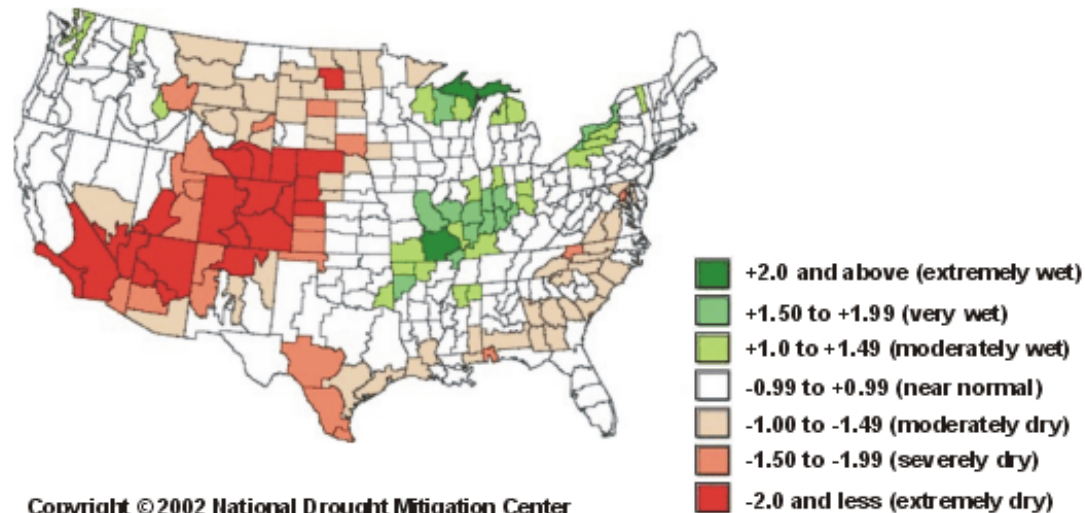 +2.0 and above (extremely wet)
+1.50 to +1.99 (very wet)
+1.0 to +1.49 (moderately wet)
-0.99 to +0.99 (near normal)
-1.00 to -1.49 (moderately dry)
-1.50 to -1.99 (severely dry)
-2.0 and less (extremely dry)
Copyright © 2002 National Drought Mitigation Center